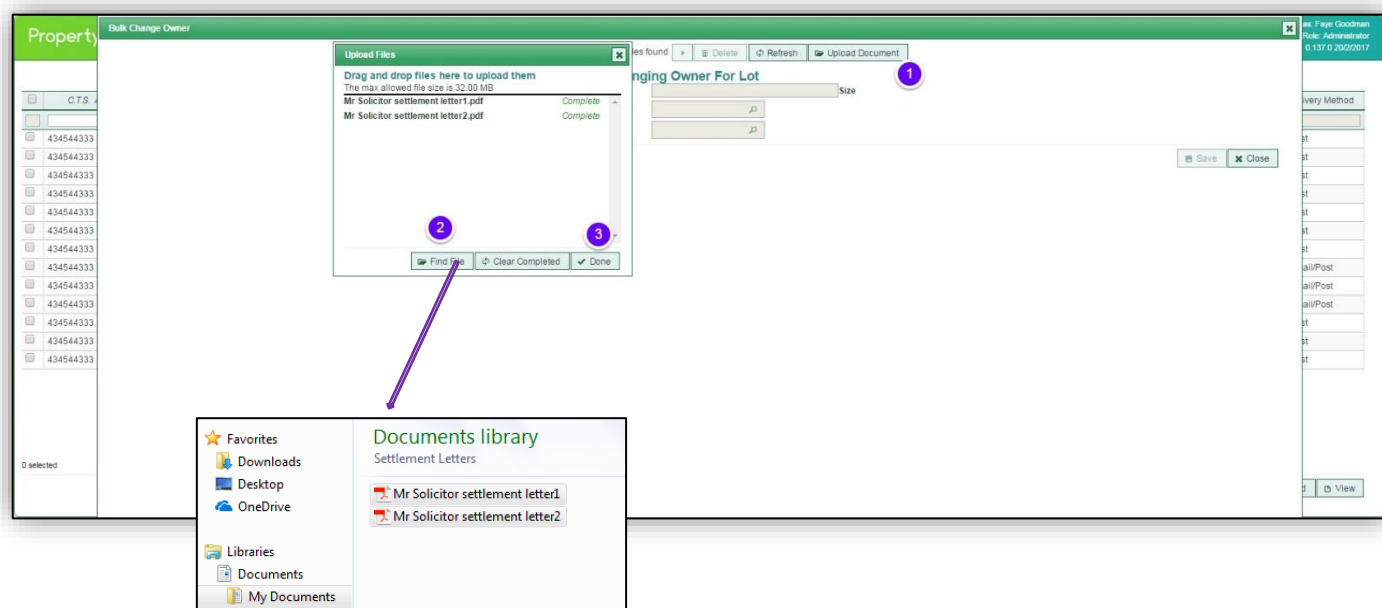 Property
Bulk Change Owner
as: Faye Goodman
Role: Administrator
0.137.0 20/2/2017
Upload Files
les found Delete Refresh Upload Document
1
Drag and drop files here to upload them
The max allowed file size is 32.00 MB
Mr Solicitor settlement letter1.pdf Complete
Mr Solicitor settlement letter2.pdf Complete
nging Owner For Lot
Size
Save Close
2
3
Find File Clear Completed Done
C.T.S.
ivery Method
434544333 st
434544333 st
434544333 st
434544333 st
434544333 st
434544333 st
434544333 st
434544333 ail/Post
434544333 ail/Post
434544333 ail/Post
434544333 st
434544333 st
434544333 st
0 selected
d View
Favorites
Downloads
Desktop
OneDrive
Libraries
Documents
My Documents
Documents library
Settlement Letters
Mr Solicitor settlement letter1
Mr Solicitor settlement letter2